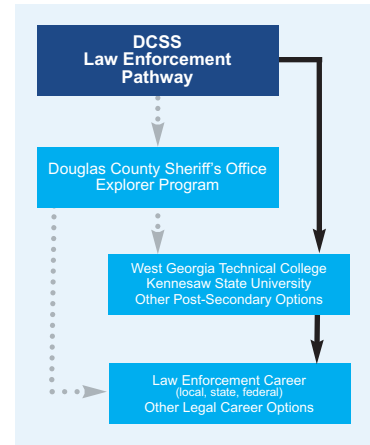 DCSS
Law Enforcement
Pathway
Douglas County Sheriff's Office
Explorer Program
West Georgia Technical College
Kennesaw State University
Other Post-Secondary Options
Law Enforcement Career
(local, state, federal)
Other Legal Career Options